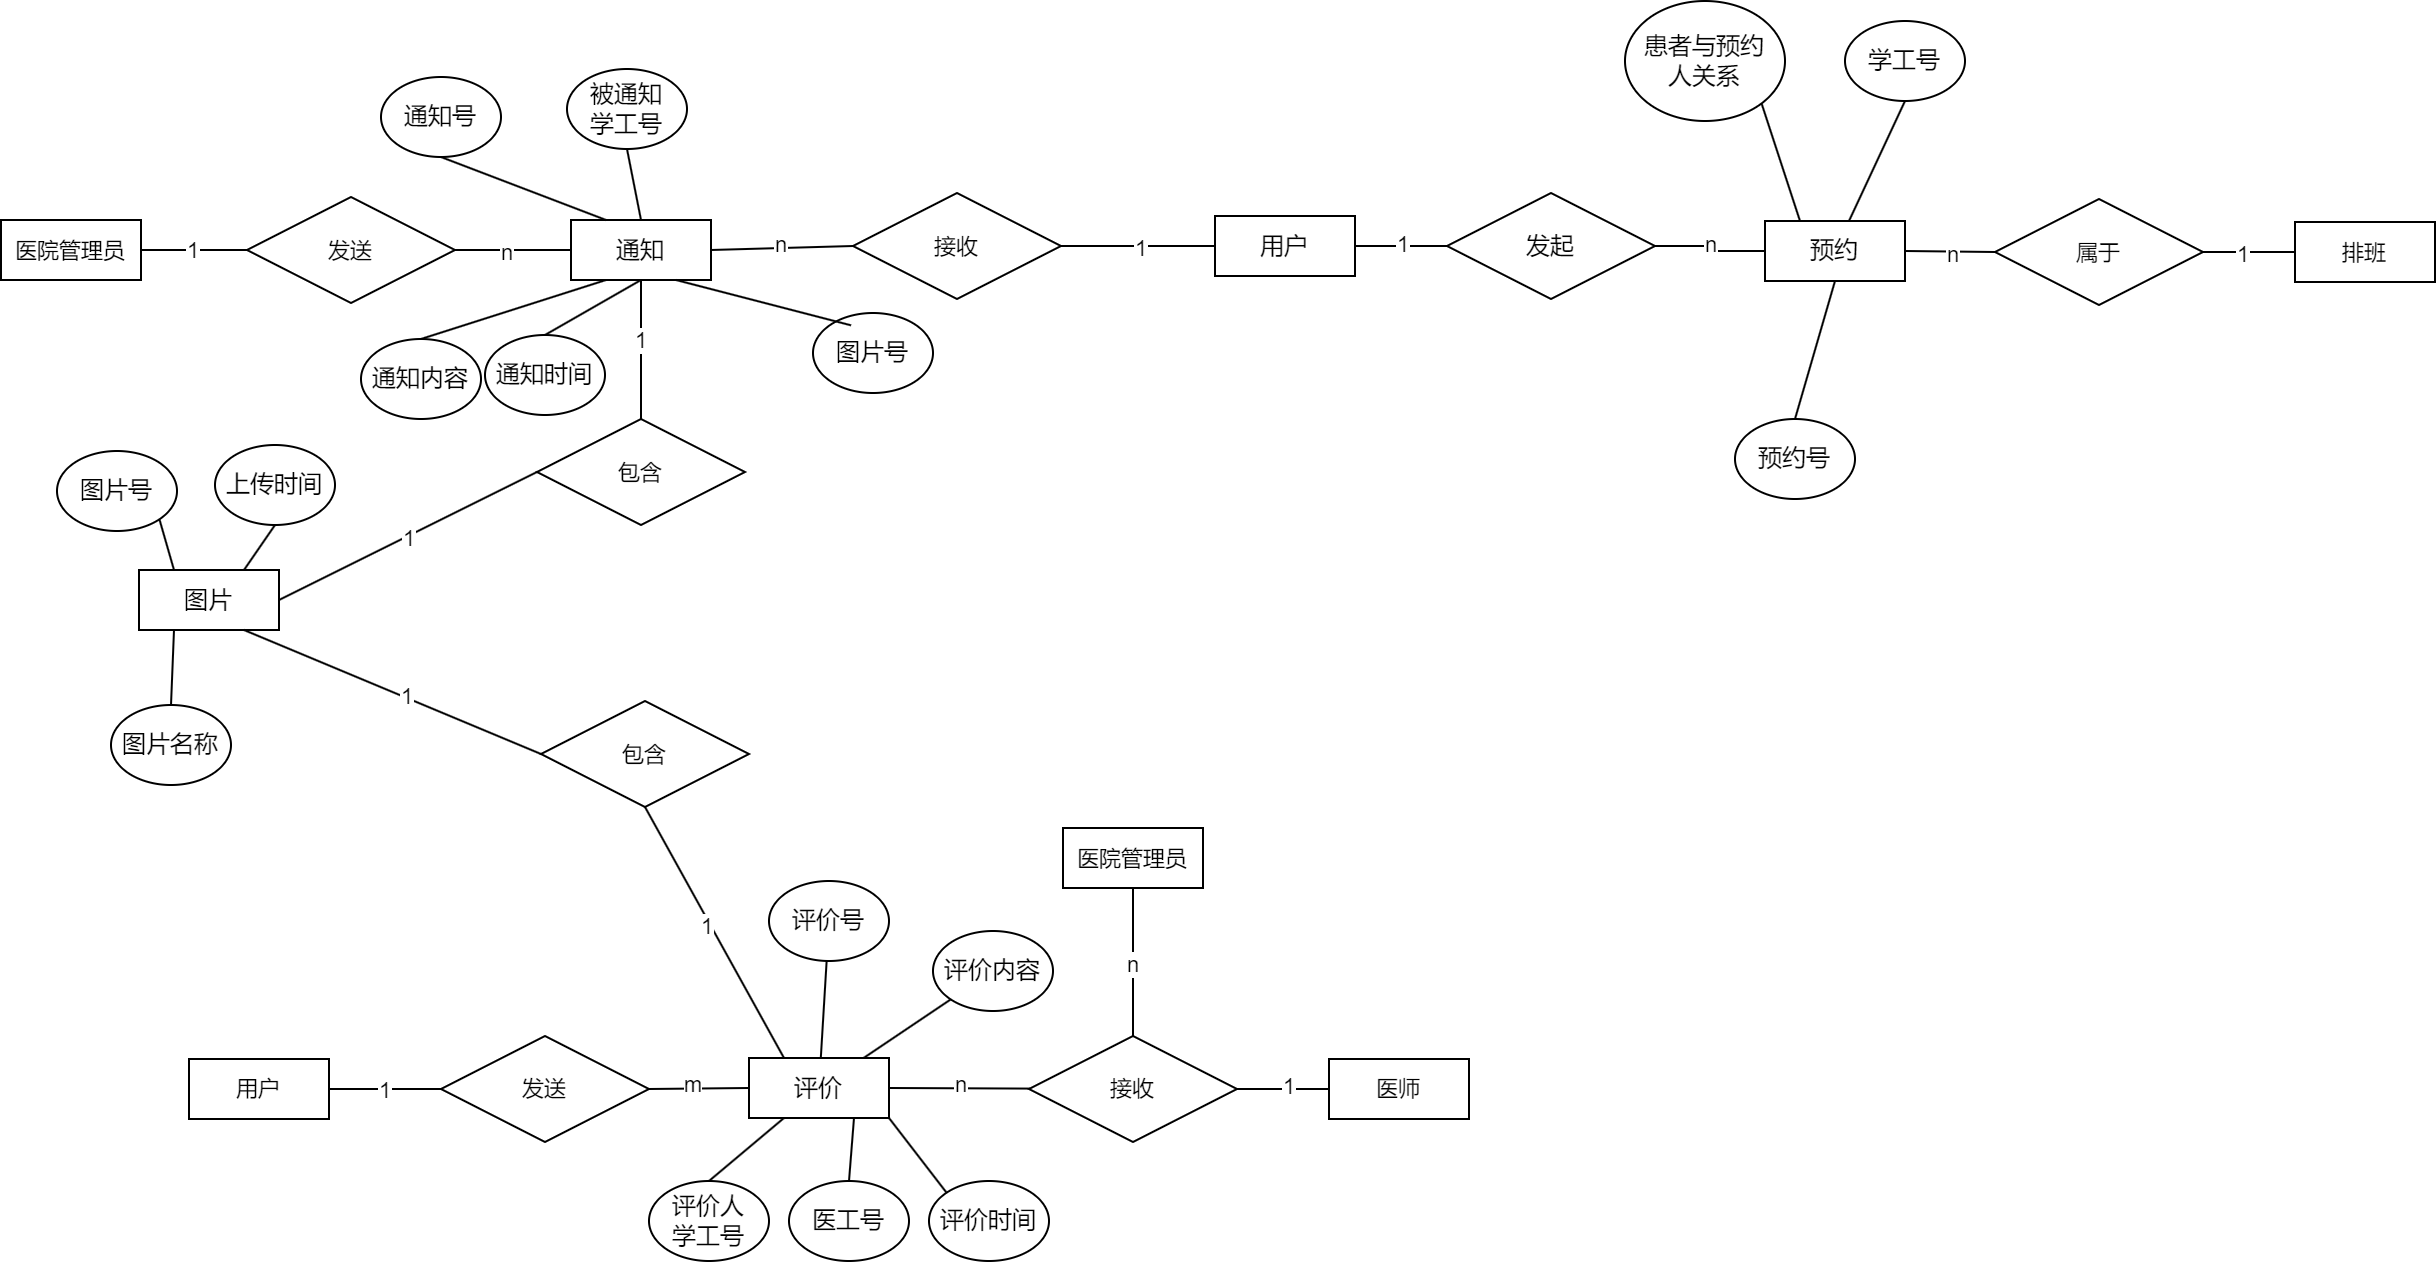 患者与预约
人关系
学工号
通知号
被通知
学工号
医院管理员
1
发送
n
通知
n
接收
1
用户
1
发起
n
预约
n
属于
1
排班
通知内容
通知时间
1
图片号
预约号
包含
图片号
上传时间
1
图片
图片名称
1
包含
1
医院管理员
评价号
评价内容
n
用户
1
发送
m
评价
n
接收
1
医师
评价人
学工号
医工号
评价时间